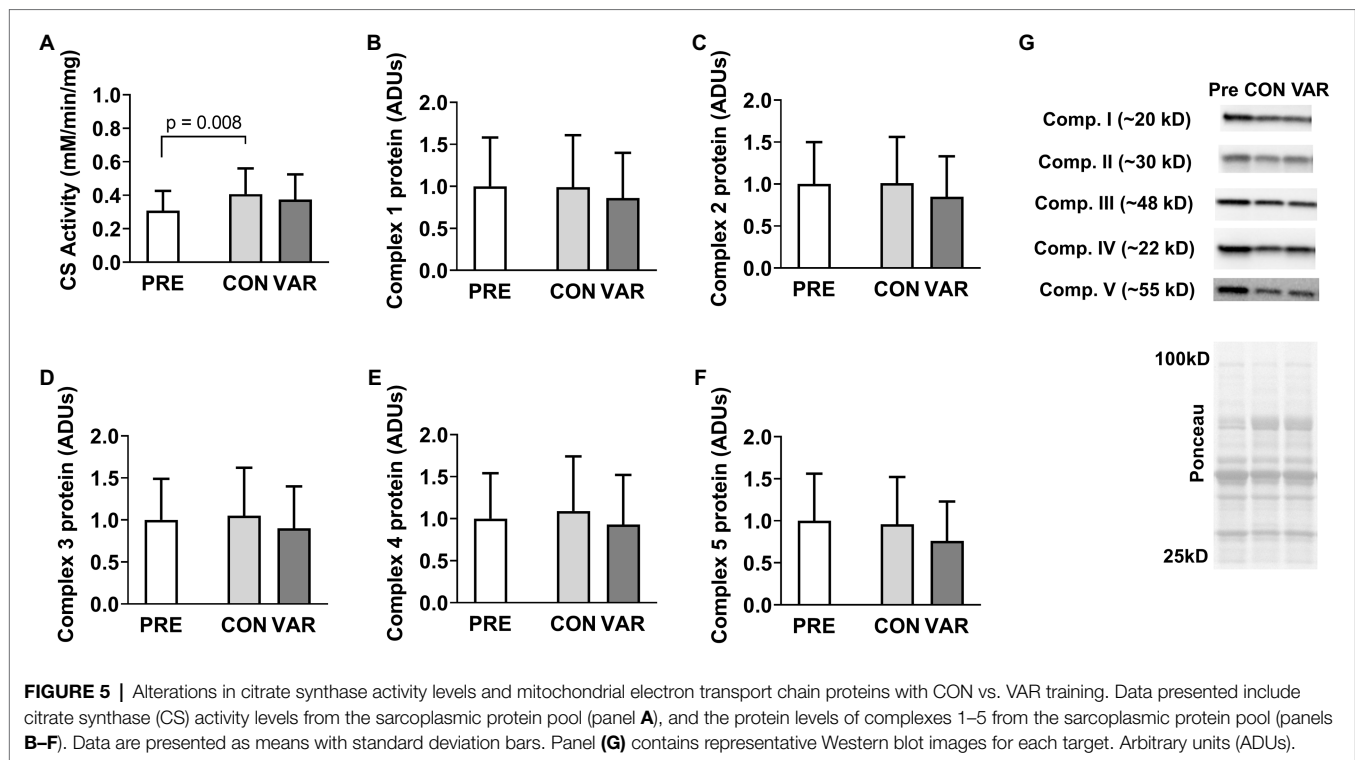 A
CS Activity (mM/min/mg)
1.0
0.8
0.6
0.4
0.2
0.0
p = 0.008
PRE CON VAR
B
Complex 1 protein (ADUs)
2.0
1.5
1.0
0.5
0.0
PRE CON VAR
C
Complex 2 protein (ADUs)
2.0
1.5
1.0
0.5
0.0
PRE CON VAR
G
Pre CON VAR
Comp. I (~20 kD)
Comp. II (~30 kD)
Comp. III (~48 kD)
Comp. IV (~22 kD)
Comp. V (~55 kD)
100kD
Ponceau
25kD
D
Complex 3 protein (ADUs)
2.0
1.5
1.0
0.5
0.0
PRE CON VAR
E
Complex 4 protein (ADUs)
2.0
1.5
1.0
0.5
0.0
PRE CON VAR
F
Complex 5 protein (ADUs)
2.0
1.5
1.0
0.5
0.0
PRE CON VAR
FIGURE 5 | Alterations in citrate synthase activity levels and mitochondrial electron transport chain proteins with CON vs. VAR training. Data presented include
citrate synthase (CS) activity levels from the sarcoplasmic protein pool (panel A), and the protein levels of complexes 1–5 from the sarcoplasmic protein pool (panels
B–F). Data are presented as means with standard deviation bars. Panel (G) contains representative Western blot images for each target. Arbitrary units (ADUs).